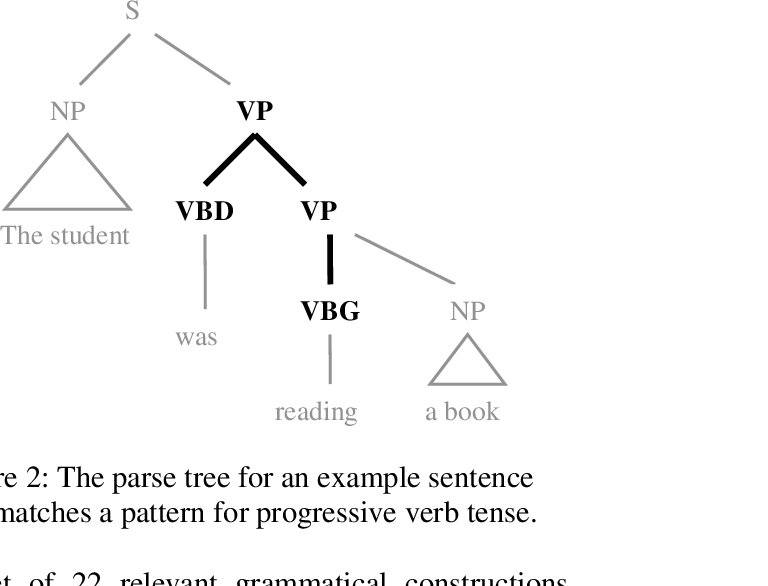 S
NP VP
VBD VP
The student
VBG NP
was
reading a book
re 2: The parse tree for an example sentence
matches a pattern for progressive verb tense.
et of 22 relevant grammatical constructions